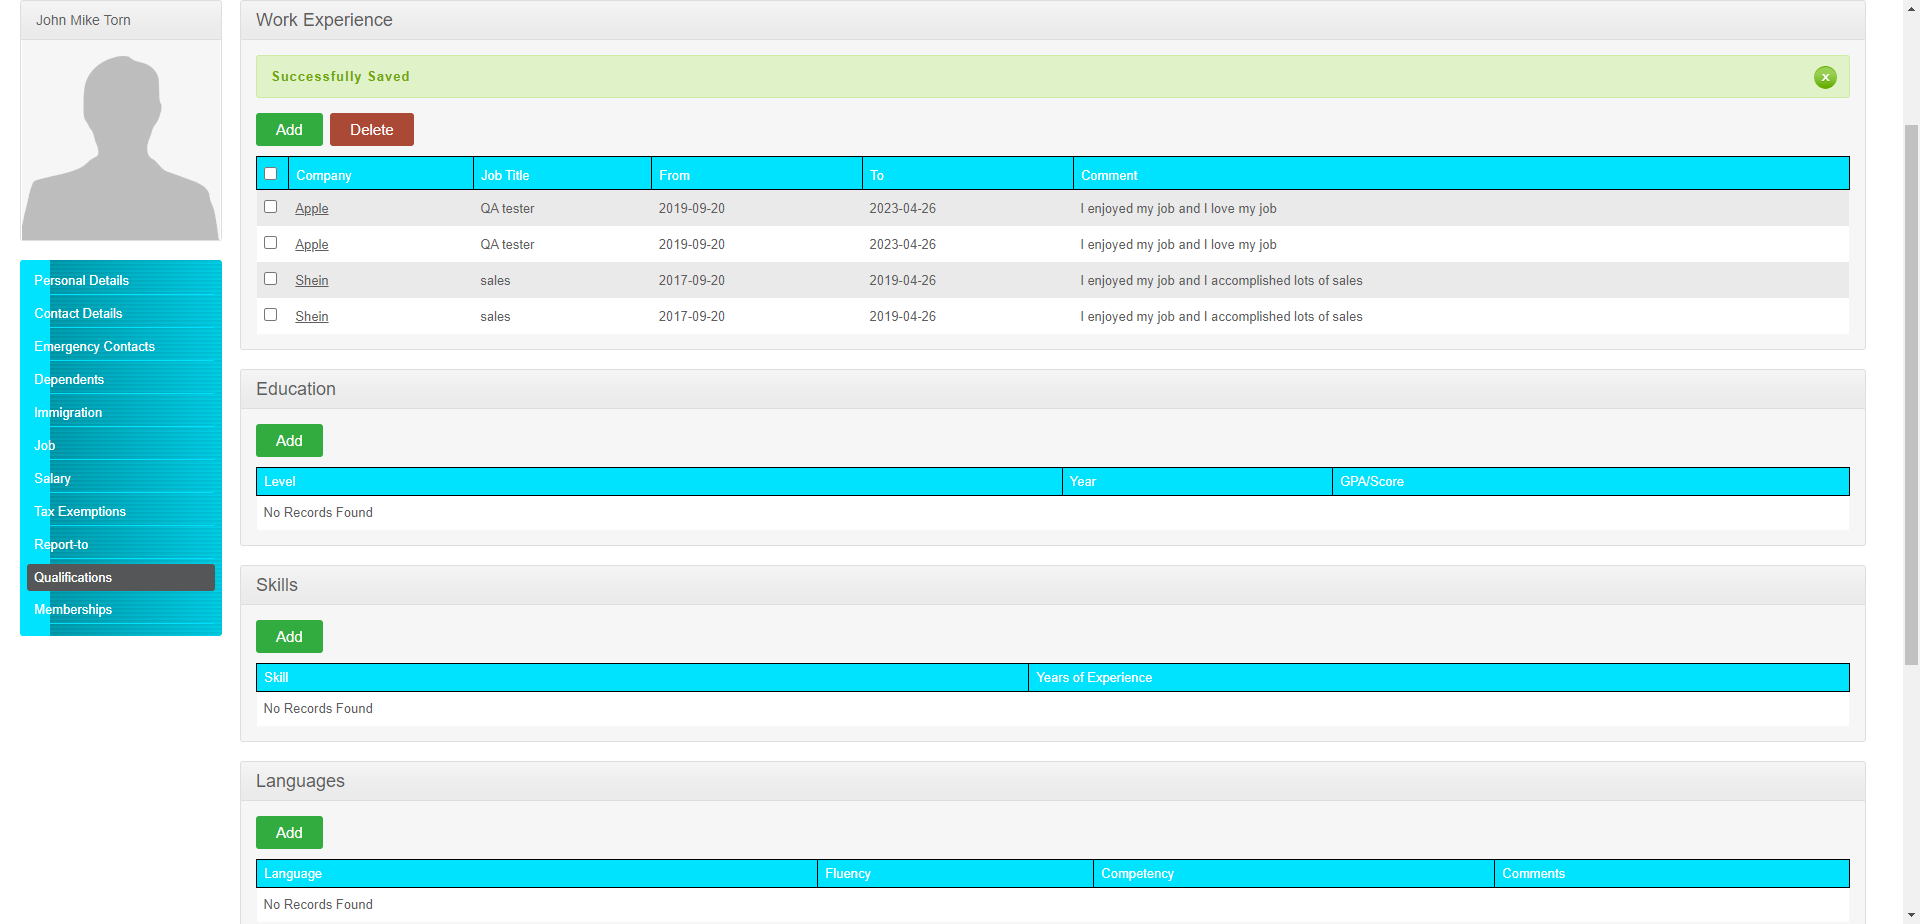 John Mike Torn
Personal Details
Contact Details
Emergency Contacts
Dependents
Immigration
Job
Salary
Tax Exemptions
Report-to
Qualifications
Memberships
Work Experience
Successfully Saved
x
Add Delete
Company Job Title From To Comment
Apple QA tester 2019-09-20 2023-04-26 I enjoyed my job and I love my job
Apple QA tester 2019-09-20 2023-04-26 I enjoyed my job and I love my job
Shein sales 2017-09-20 2019-04-26 I enjoyed my job and I accomplished lots of sales
Shein sales 2017-09-20 2019-04-26 I enjoyed my job and I accomplished lots of sales
Education
Add
Level Year GPA/Score
No Records Found
Skills
Add
Skill Years of Experience
No Records Found
Languages
Add
Language Fluency Competency Comments
No Records Found